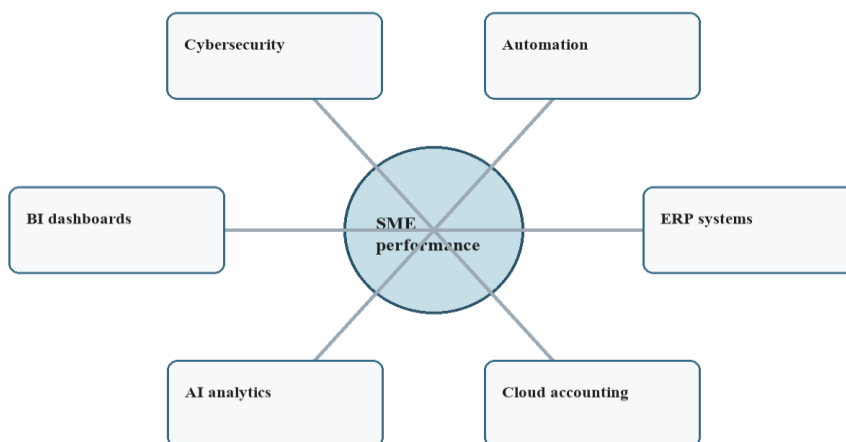 Cybersecurity
Automation
BI dashboards
SME
performance
ERP systems
AI analytics
Cloud accounting